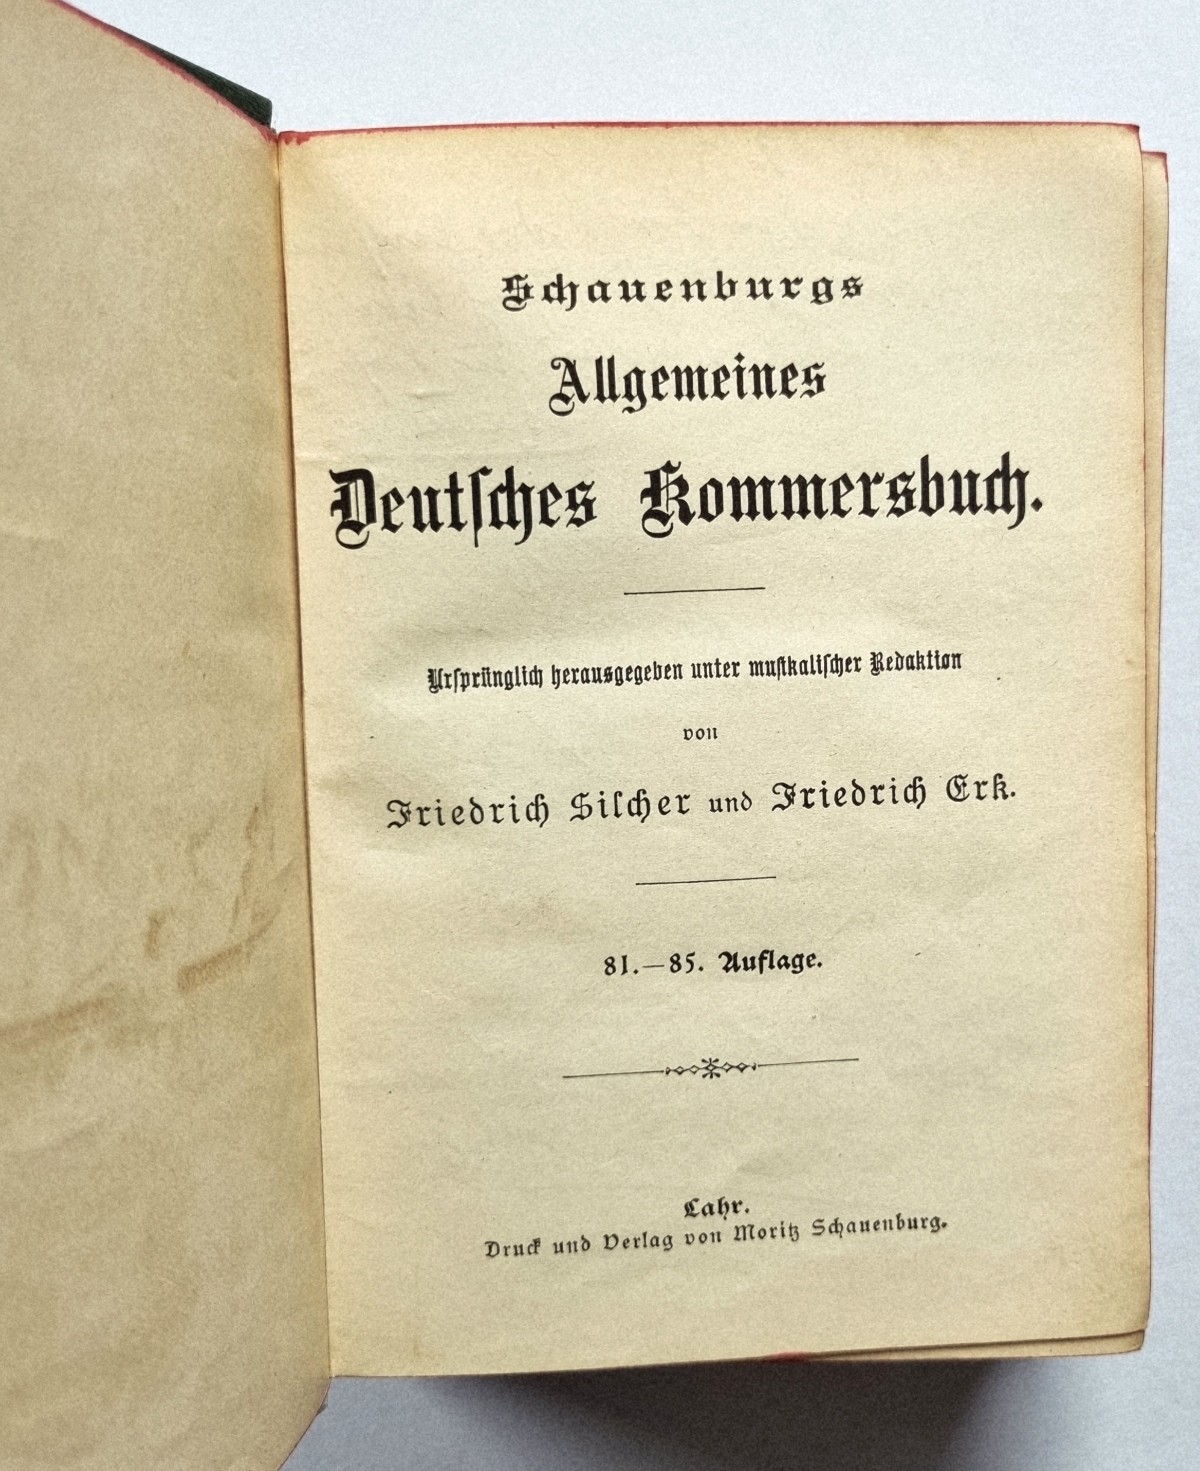 Schauenburgs
Allgemeines
Deutſches Kommersbuch.
Urſprünglich herausgegeben unter muſikaliſcher Redaktion
von
Friedrich Silcher und Friedrich Erk.
81.—85. Auflage.
Lahr.
Druck und Verlag von Moritz Schauenburg.